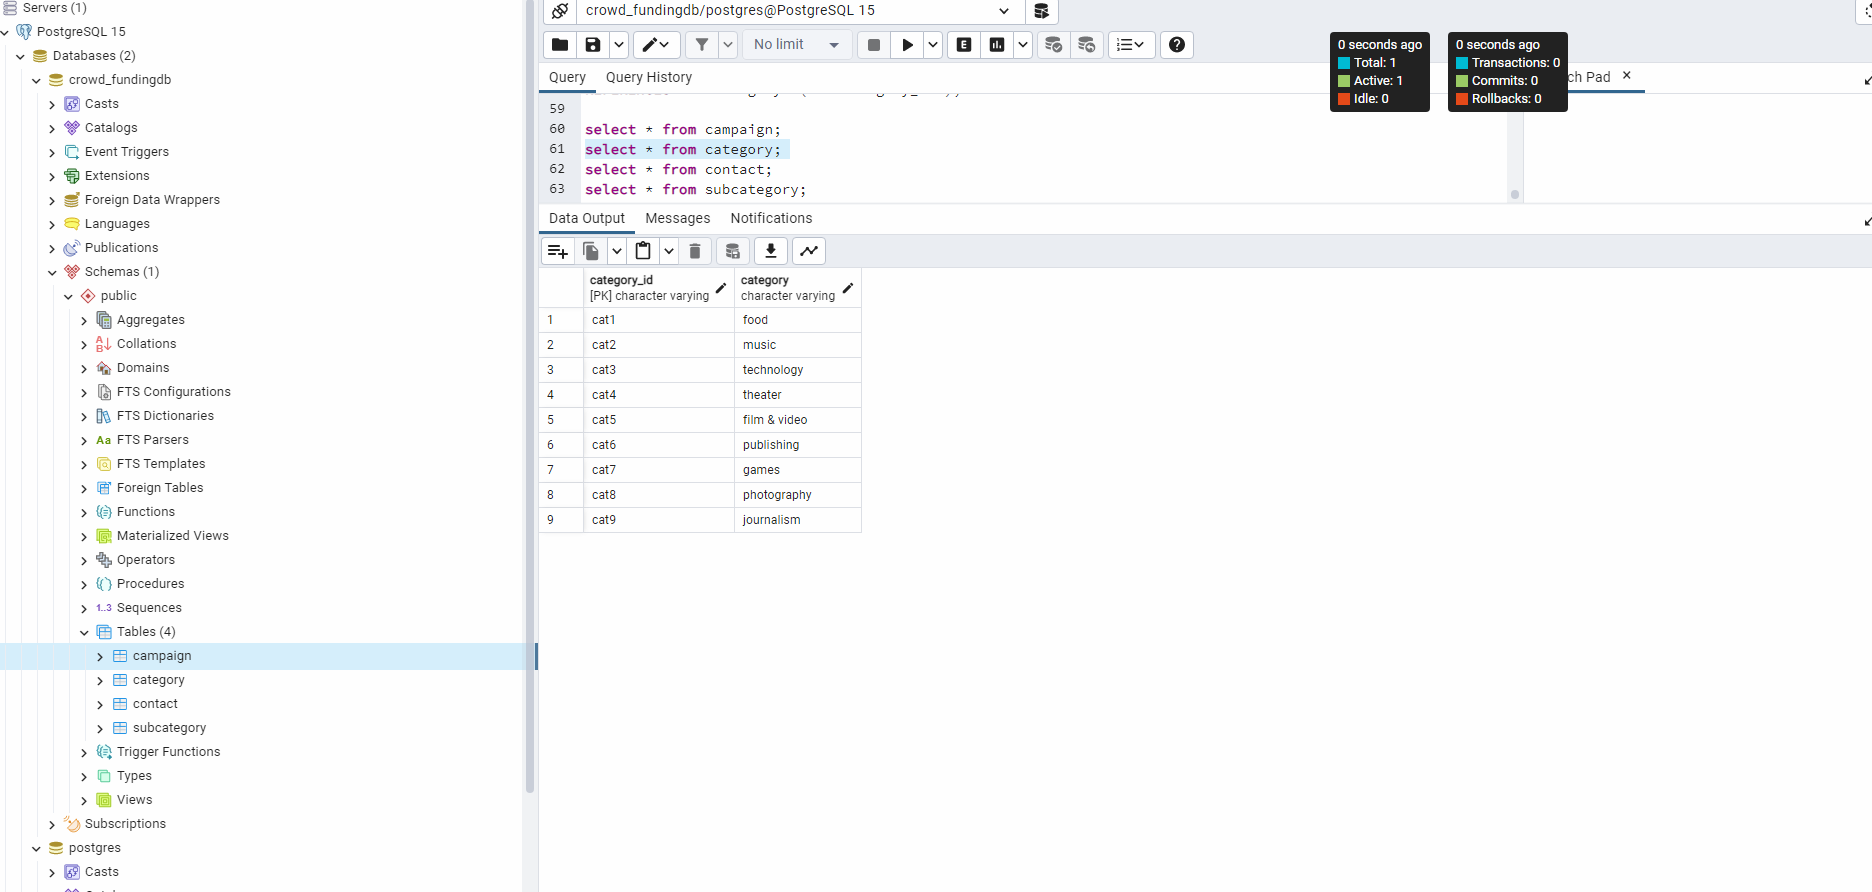 Servers (1)
PostgreSQL 15
Databases (2)
crowd_fundingdb
Casts
Catalogs
Event Triggers
Extensions
Foreign Data Wrappers
Languages
Publications
Schemas (1)
public
Aggregates
Collations
Domains
FTS Configurations
FTS Dictionaries
Aa FTS Parsers
FTS Templates
Foreign Tables
Functions
Materialized Views
Operators
Procedures
1..3 Sequences
Tables (4)
campaign
category
contact
subcategory
Trigger Functions
Types
Views
Subscriptions
postgres
Casts
crowd_fundingdb/postgres@PostgreSQL 15
No limit
E
0 seconds ago
Total: 1
Active: 1
Idle: 0
0 seconds ago
Transactions: 0
Commits: 0
Rollbacks: 0
Query Query History
ch Pad ×
59
60 select * from campaign;
61 select * from category;
62 select * from contact;
63 select * from subcategory;
Data Output Messages Notifications
category_id category
[PK] character varying character varying
1 cat1 food
2 cat2 music
3 cat3 technology
4 cat4 theater
5 cat5 film & video
6 cat6 publishing
7 cat7 games
8 cat8 photography
9 cat9 journalism